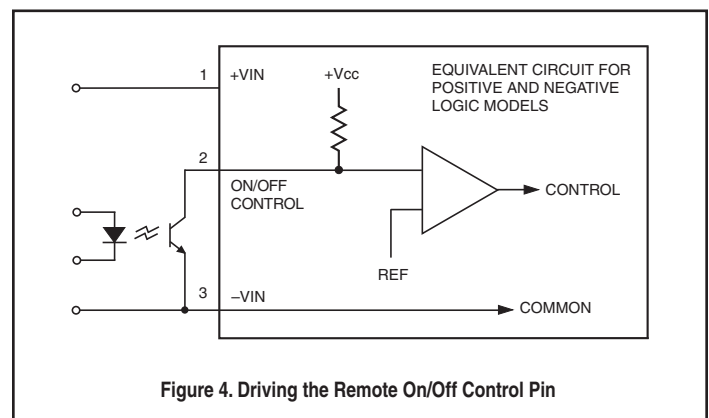 1
+VIN
+Vcc
EQUIVALENT CIRCUIT FOR
POSITIVE AND NEGATIVE
LOGIC MODELS
2
ON/OFF
CONTROL
CONTROL
REF
3
–VIN
COMMON
Figure 4. Driving the Remote On/Off Control Pin